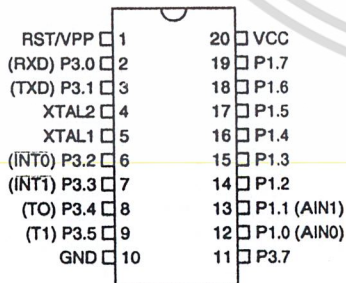 RST/VPP 1 20 VCC
(RXD) P3.0 2 19 P1.7
(TXD) P3.1 3 18 P1.6
XTAL2 4 17 P1.5
XTAL1 5 16 P1.4
(INT0) P3.2 6 15 P1.3
(INT1) P3.3 7 14 P1.2
(TO) P3.4 8 13 P1.1 (AIN1)
(T1) P3.5 9 12 P1.0 (AIN0)
GND 10 11 P3.7